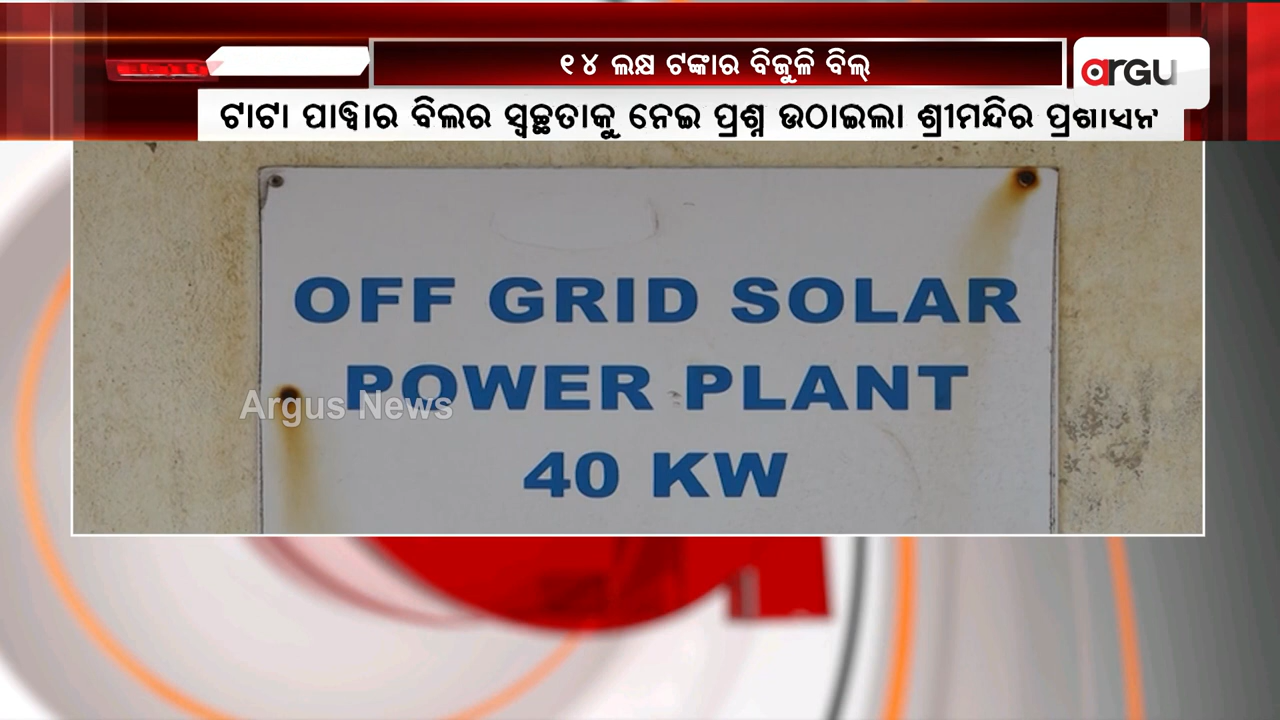 ୧୪ ଲକ୍ଷ ଟଙ୍କାର ବିଜୁଳି ବିଲ୍
argu
ଟାଟା ପାୱାର ବିଲର ସ୍ୱଚ୍ଛତାକୁ ନେଇ ପ୍ରଶ୍ନ ଉଠାଇଲା ଶ୍ରୀମନ୍ଦିର ପ୍ରଶାସନ
OFF GRID SOLAR
POWER PLANT
Argus News
40 KW